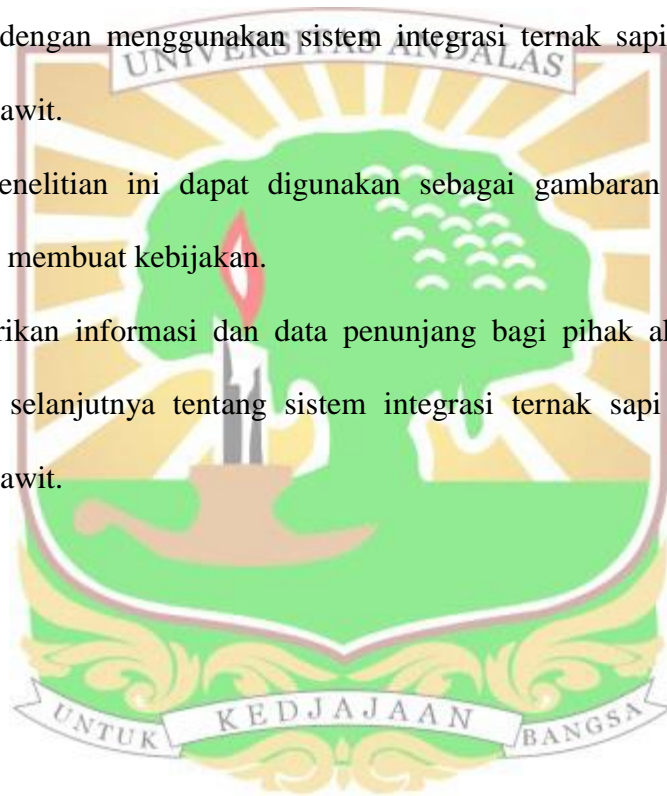 dengan menggunakan sistem integrasi ternak sapi
UNIVERSITAS ANDALAS
awit.
enelitian ini dapat digunakan sebagai gambaran
membuat kebijakan.
rikan informasi dan data penunjang bagi pihak
selanjutnya tentang sistem integrasi ternak sapi
awit.
UNTUK KEDJAJAAN BANGSA